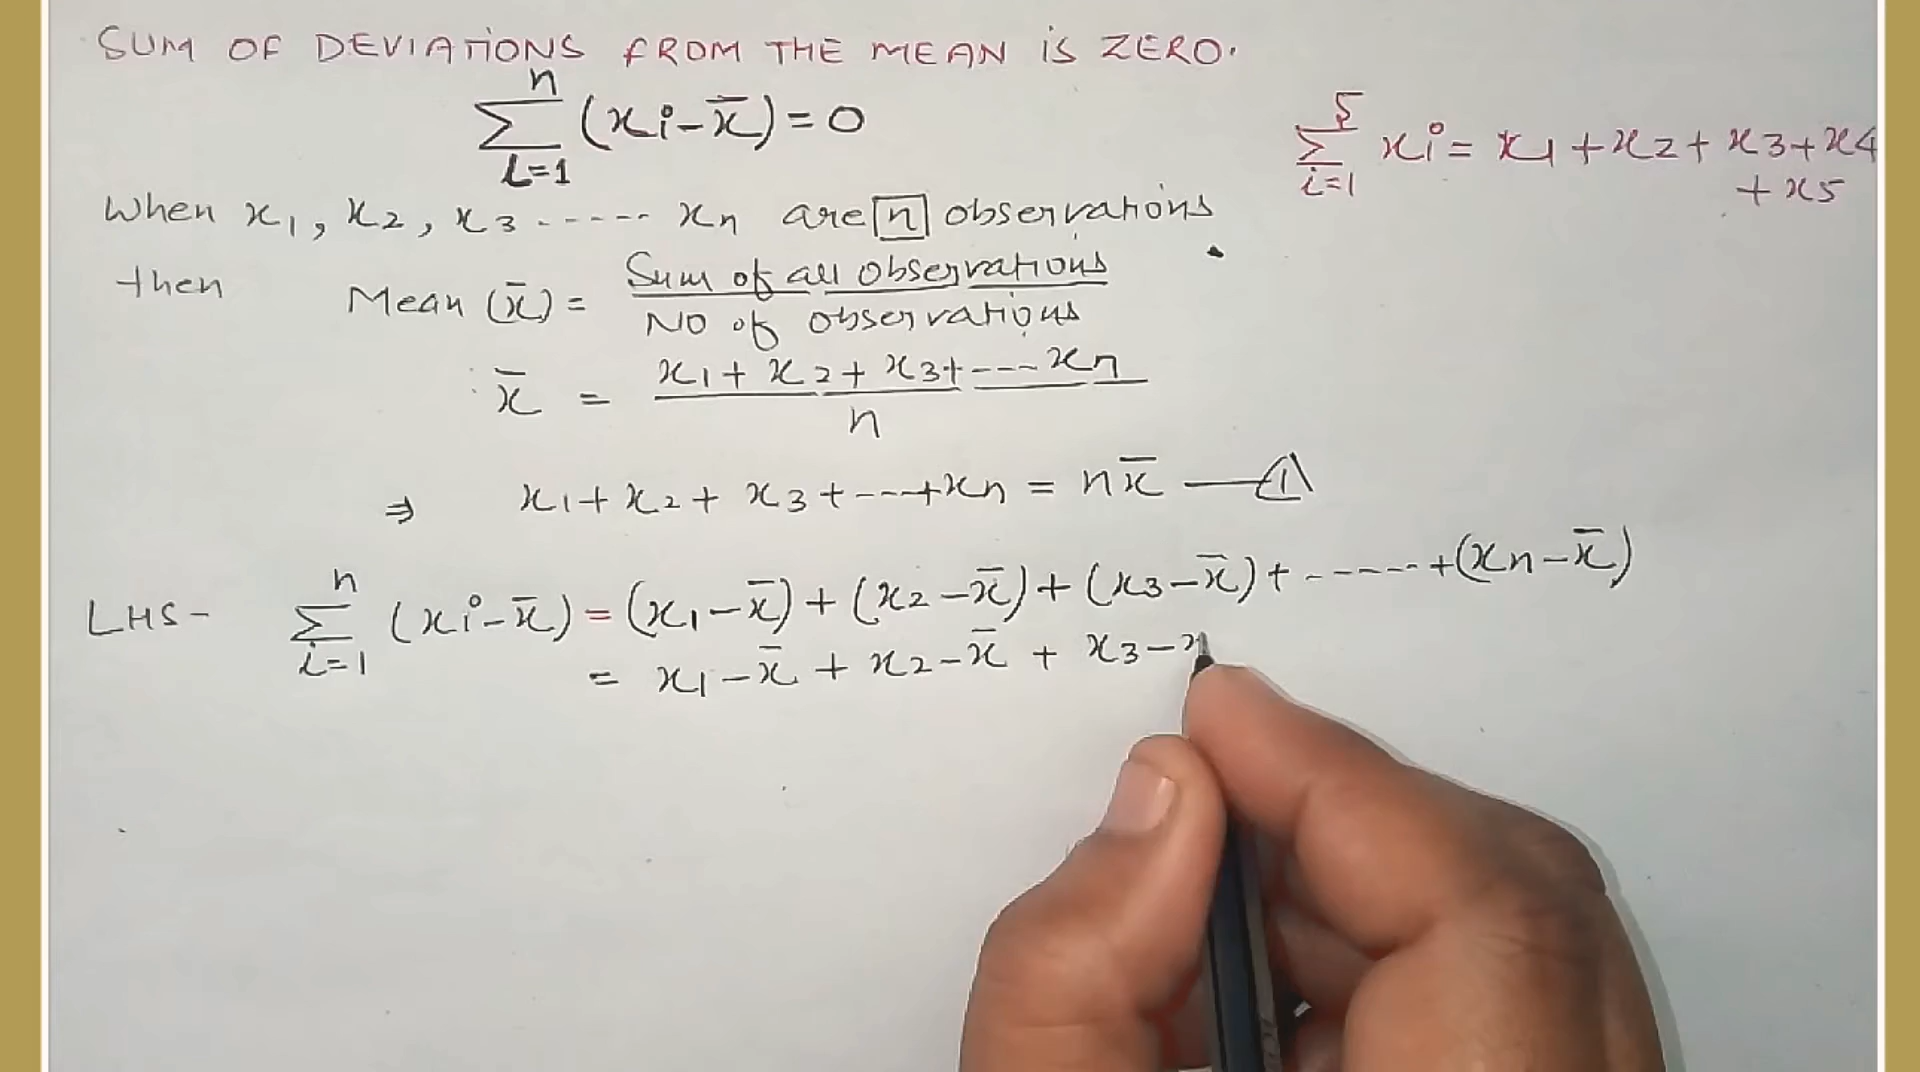 SUM OF DEVIATIONS FROM THE MEAN IS ZERO.
n
∑ (xi-x̄)=0
i=1
5
∑ xi = x1+x2+x3+x4
i=1
+x5
When x1, x2, x3 ------ xn are n observations
then Mean (x̄) = Sum of all observations
No of observations
x̄ = x1 + x2 + x3+---- xn
n
⇒ x1+x2+ x3+---+xn = nx̄ — 1
n
LHS- ∑ (xi-x̄) = (x1-x̄)+(x2-x̄)+(x3-x̄)+------+(xn-x̄)
i=1
= x1-x̄ + x2-x̄ + x3-